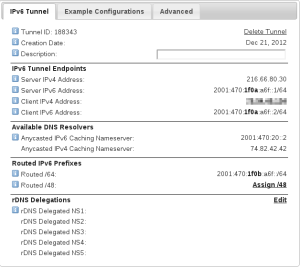 IPv6 Tunnel Example Configurations Advanced
Tunnel ID: 188343 Delete Tunnel
Creation Date: Dec 21, 2012
Description:
IPv6 Tunnel Endpoints
Server IPv4 Address: 216.66.80.30
Server IPv6 Address: 2001:470:1f0a:a6f::1/64
Client IPv4 Address:
Client IPv6 Address: 2001:470:1f0a:a6f::2/64
Available DNS Resolvers
Anycasted IPv6 Caching Nameserver: 2001:470:20::2
Anycasted IPv4 Caching Nameserver: 74.82.42.42
Routed IPv6 Prefixes
Routed /64: 2001:470:1f0b:a6f::/64
Routed /48: Assign /48
rDNS Delegations Edit
rDNS Delegated NS1:
rDNS Delegated NS2:
rDNS Delegated NS3:
rDNS Delegated NS4:
rDNS Delegated NS5: